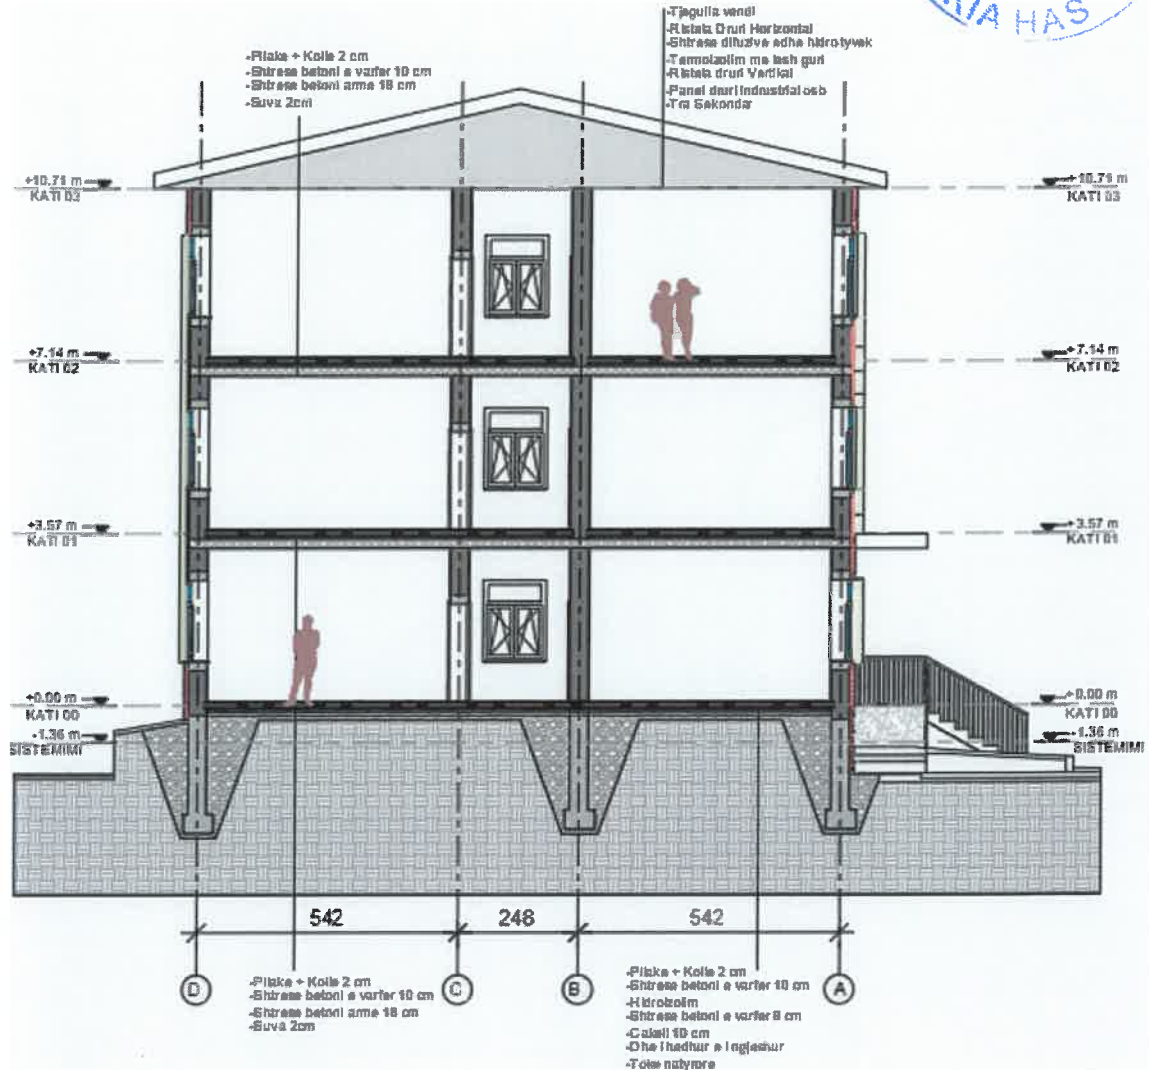 RIA HAS
-Tjegulla vendi
-Ristela Druri Horizontal
-Shtrese difuzive edhe hidrotyvek
-Termoizolim me lesh guri
-Ristela druri Vertikal
-Panel druri industrial osb
-Tra Sekondar
-Pllake + Kolle 2 cm
-Shtrese betoni e varfer 10 cm
-Shtrese betoni arme 18 cm
-Suva 2cm
+10.71 m
KATI 03
+10.71 m
KATI 03
+7.14 m
KATI 02
+7.14 m
KATI 02
+3.57 m
KATI 01
+3.57 m
KATI 01
+0.00 m
KATI 00
+0.00 m
KATI 00
-1.36 m
SISTEMIMI
-1.36 m
SISTEMIMI
542
248
542
D
C
B
A
-Pllake + Kolle 2 cm
-Shtrese betoni e varfer 10 cm
-Shtrese betoni arme 18 cm
-Suva 2cm
-Pllake + Kolle 2 cm
-Shtrese betoni e varfer 10 cm
-Hidroizolim
-Shtrese betoni e varfer 8 cm
-Cakell 10 cm
-Dhe i hedhur e i ngjeshur
-Toke natyrore